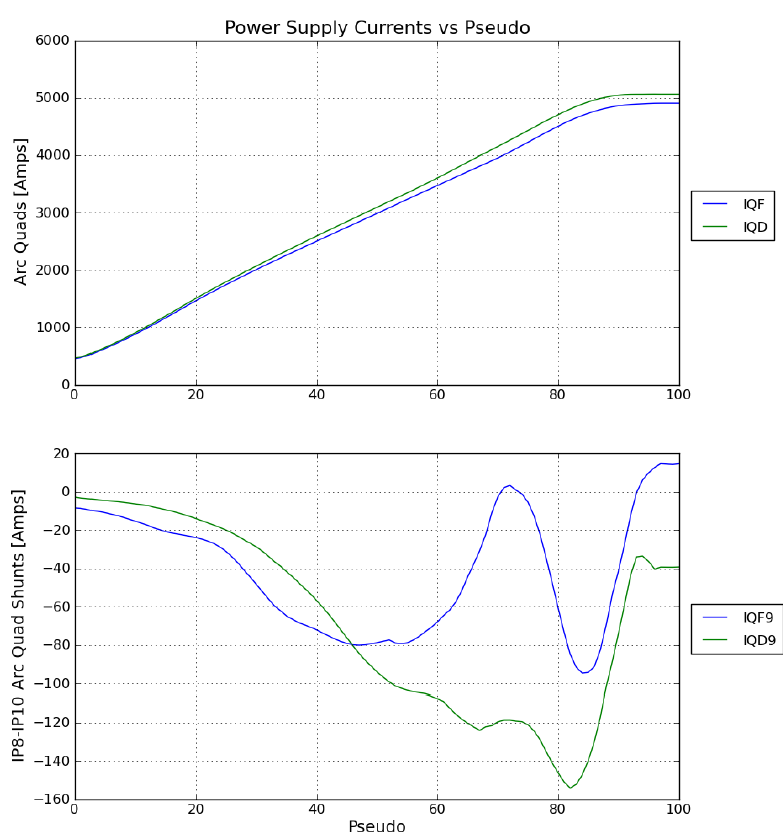 Power Supply Currents vs Pseudo
6000
5000
4000
3000
2000
1000
0
Arc Quads [Amps]
0 20 40 60 80 100
IQF
IQD
20
0
−20
−40
−60
−80
−100
−120
−140
−160
IP8-IP10 Arc Quad Shunts [Amps]
0 20 40 60 80 100
Pseudo
IQF9
IQD9